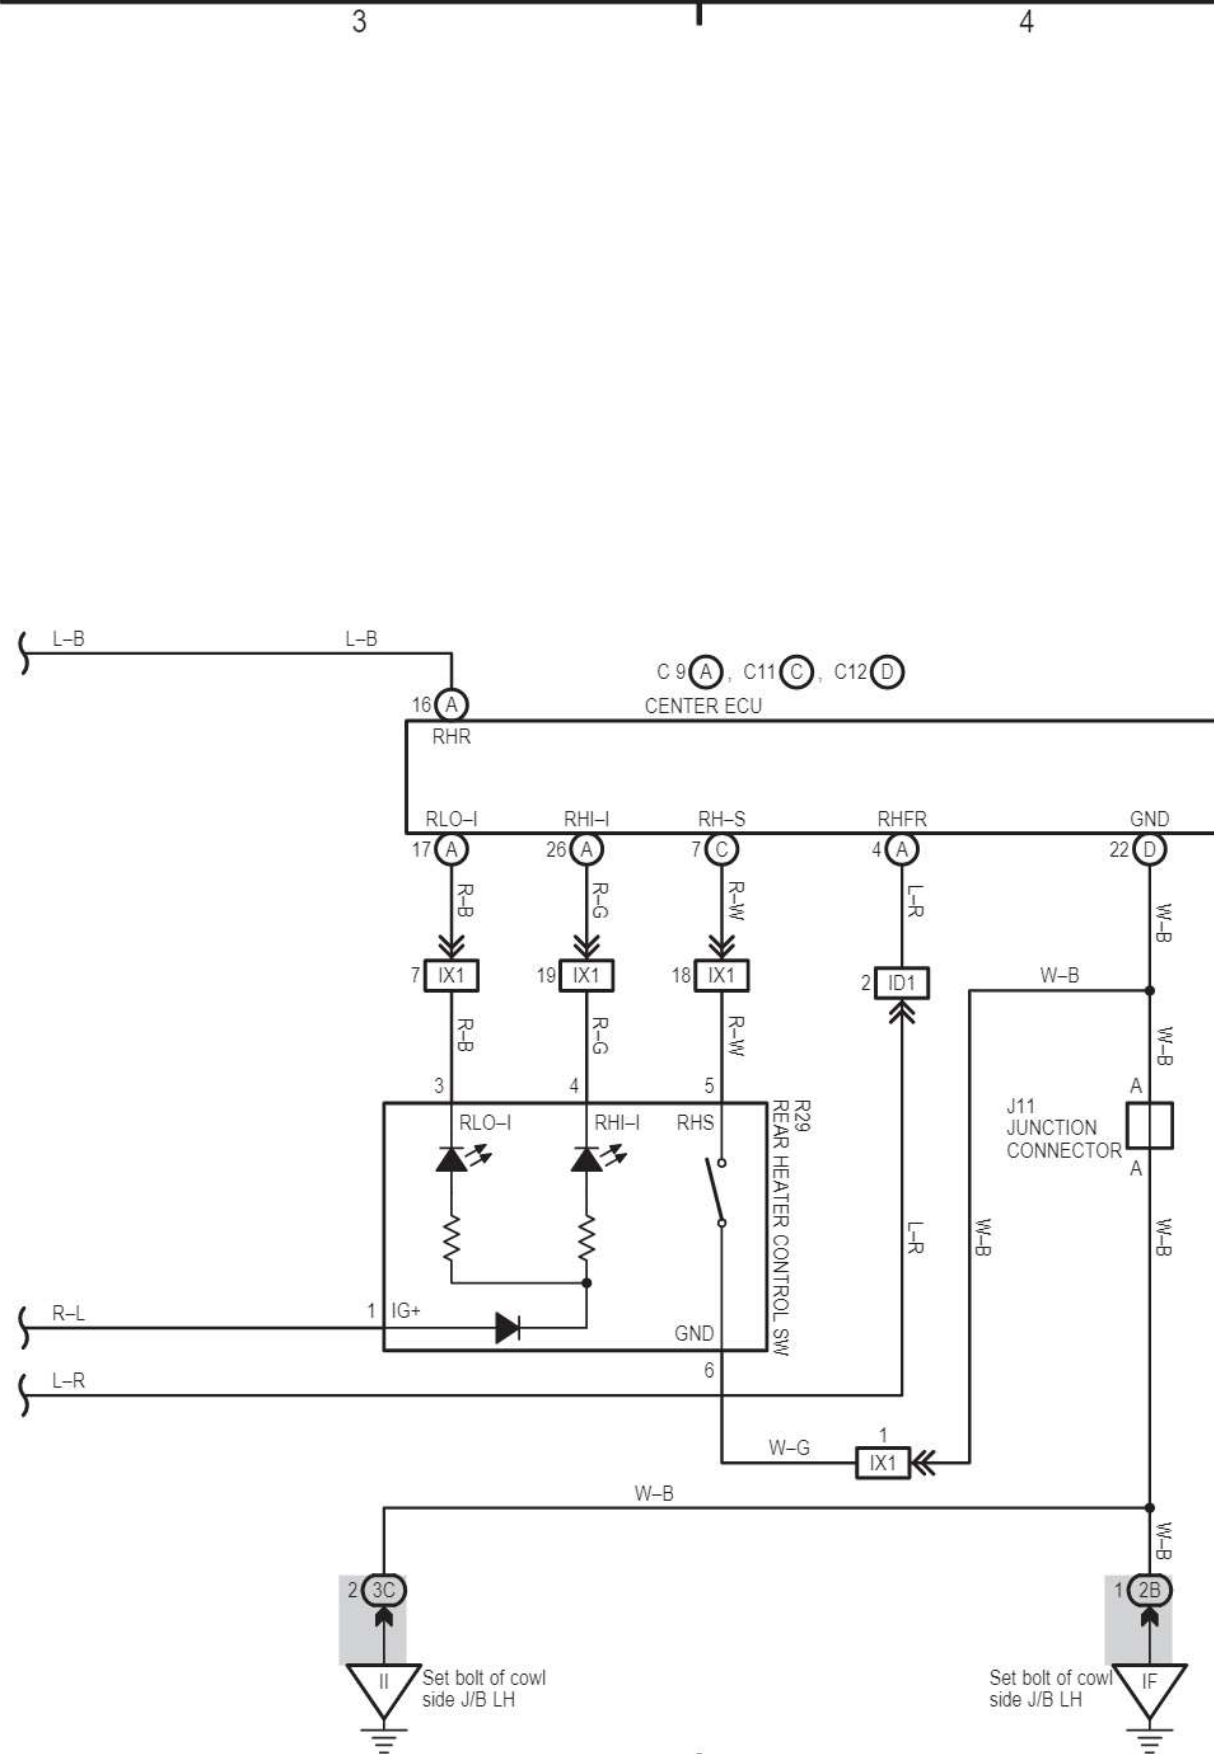 3 4
L–B L–B
C 9 A , C11 C , C12 D
16 A CENTER ECU
RHR
RLO–I RHI–I RH–S RHFR GND
17 A 26 A 7 C 4 A 22 D
R–B R–G R–W L–R W–B
7 IX1 19 IX1 18 IX1 2 ID1 W–B
R–B R–G R–W W–B
3 4 5 A
RLO–I RHI–I RHS
R29
REAR HEATER CONTROL SW
J11
JUNCTION
CONNECTOR
A
L–R W–B W–B
R–L 1 IG+
GND
L–R 6
W–G 1
IX1
W–B
W–B
2 3C 1 2B
II Set bolt of cowl
side J/B LH
Set bolt of cowl
side J/B LH
IF